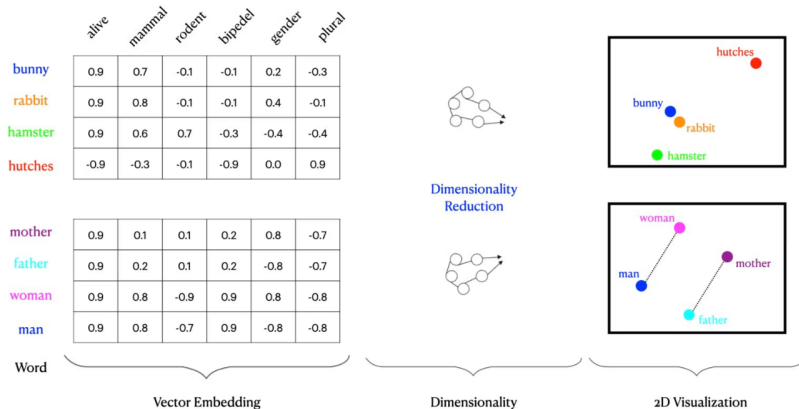 alive mammal rodent bipedel gender plural
bunny 0.9 0.7 -0.1 -0.1 0.2 -0.3
rabbit 0.9 0.8 -0.1 -0.1 0.4 -0.1
hamster 0.9 0.6 0.7 -0.3 -0.4 -0.4
hutches -0.9 -0.3 -0.1 -0.9 0.0 0.9
mother 0.9 0.1 0.1 0.2 0.8 -0.7
father 0.9 0.2 0.1 0.2 -0.8 -0.7
woman 0.9 0.8 -0.9 0.9 0.8 -0.8
man 0.9 0.8 -0.7 0.9 -0.8 -0.8
Word
Vector Embedding
Dimensionality
Reduction
Dimensionality
hutches
bunny
rabbit
hamster
woman
mother
man
father
2D Visualization